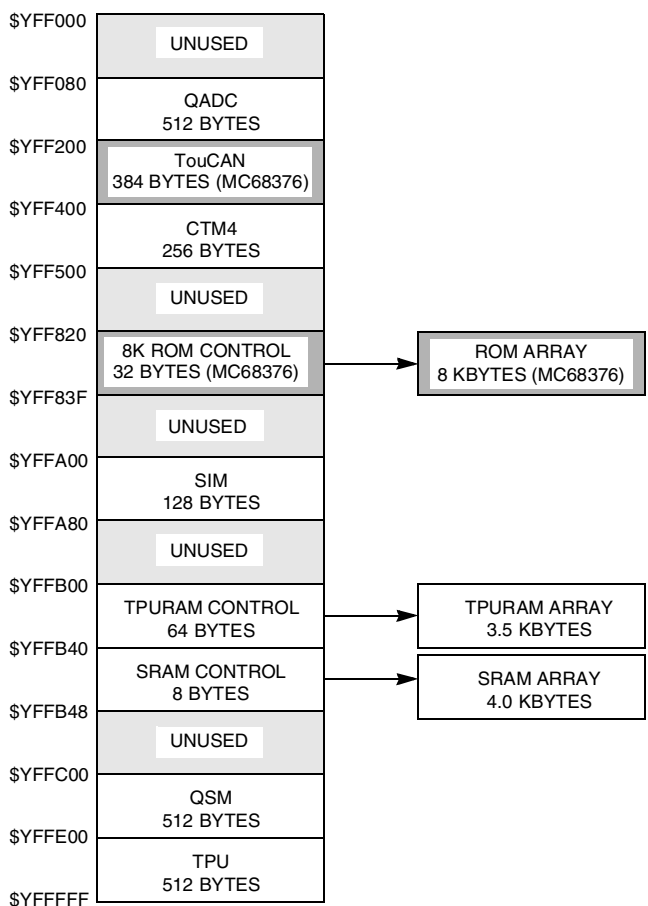 $YFF000
UNUSED
$YFF080
QADC
512 BYTES
$YFF200
TouCAN
384 BYTES (MC68376)
$YFF400
CTM4
256 BYTES
$YFF500
UNUSED
$YFF820
8K ROM CONTROL
32 BYTES (MC68376)
ROM ARRAY
8 KBYTES (MC68376)
$YFF83F
UNUSED
$YFFA00
SIM
128 BYTES
$YFFA80
UNUSED
$YFFB00
TPURAM CONTROL
64 BYTES
TPURAM ARRAY
3.5 KBYTES
$YFFB40
SRAM CONTROL
8 BYTES
SRAM ARRAY
4.0 KBYTES
$YFFB48
UNUSED
$YFFC00
QSM
512 BYTES
$YFFE00
TPU
512 BYTES
$YFFFFF